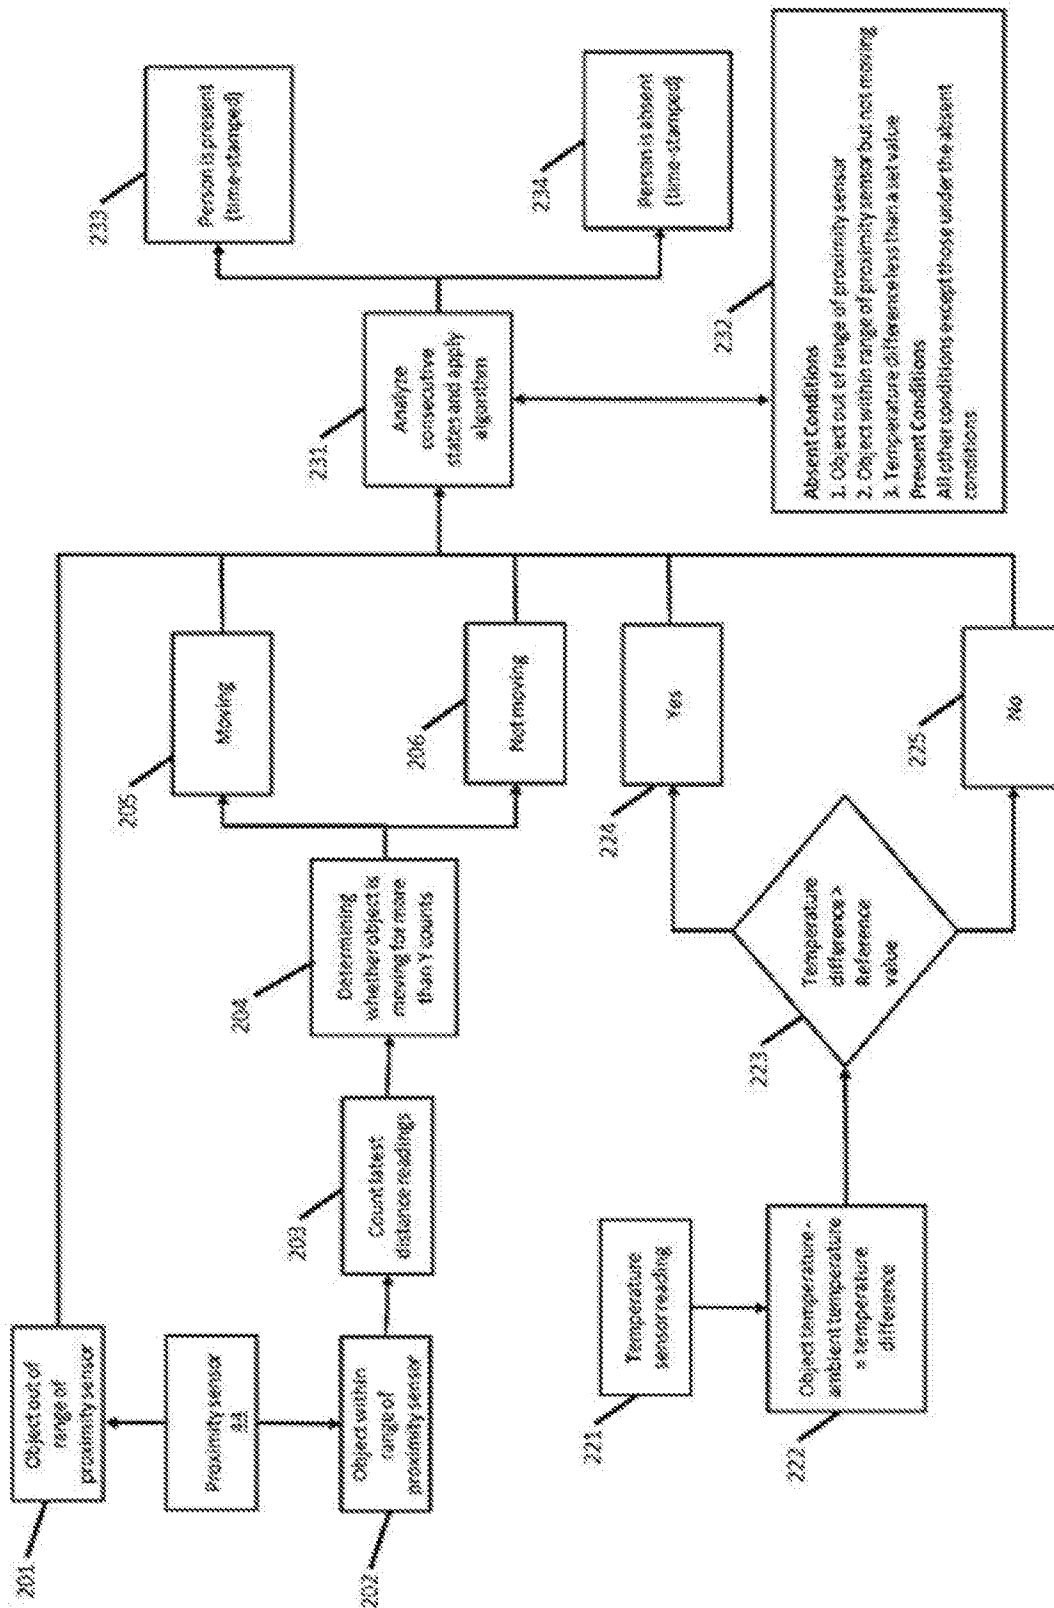 201
Object out of
range of
proximity sensor
Proximity sensor
202
Object within
range of
proximity sensor
203
Count latest
distance readings
204
Determining
whether object is
moving for more
than Y counts
205
Moving
206
Not moving
221
Temperature
sensor reading
222
Object temperature -
ambient temperature
= temperature
difference
223
Temperature
difference >
Reference
value
224
Yes
225
No
231
Analyse
consecutive
states and apply
algorithm
232
Absent Conditions
1. Object out of range of proximity sensor
2. Object within range of proximity sensor but not moving
3. Temperature difference less than a set value
Present Conditions
All other conditions except those under the absent
conditions
233
Person is present
(time-stamped)
234
Person is absent
(time-stamped)